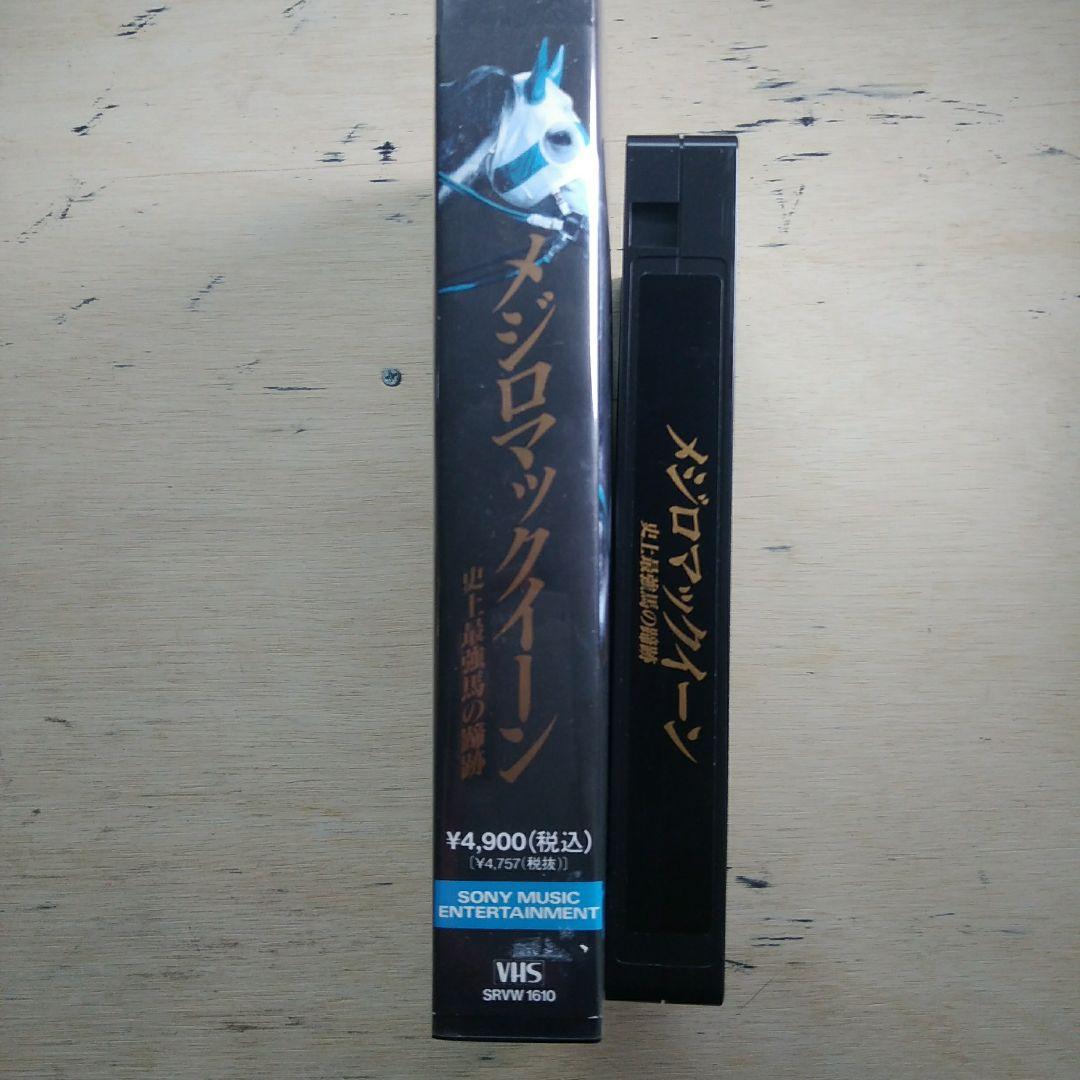 メジロマックイーン
史上最強馬の蹄跡
¥4,900(税込)
[¥4,757(税抜)]
SONY MUSIC
ENTERTAINMENT
VHS
SRVW 1610
メジロマックイーン
史上最強馬の蹄跡